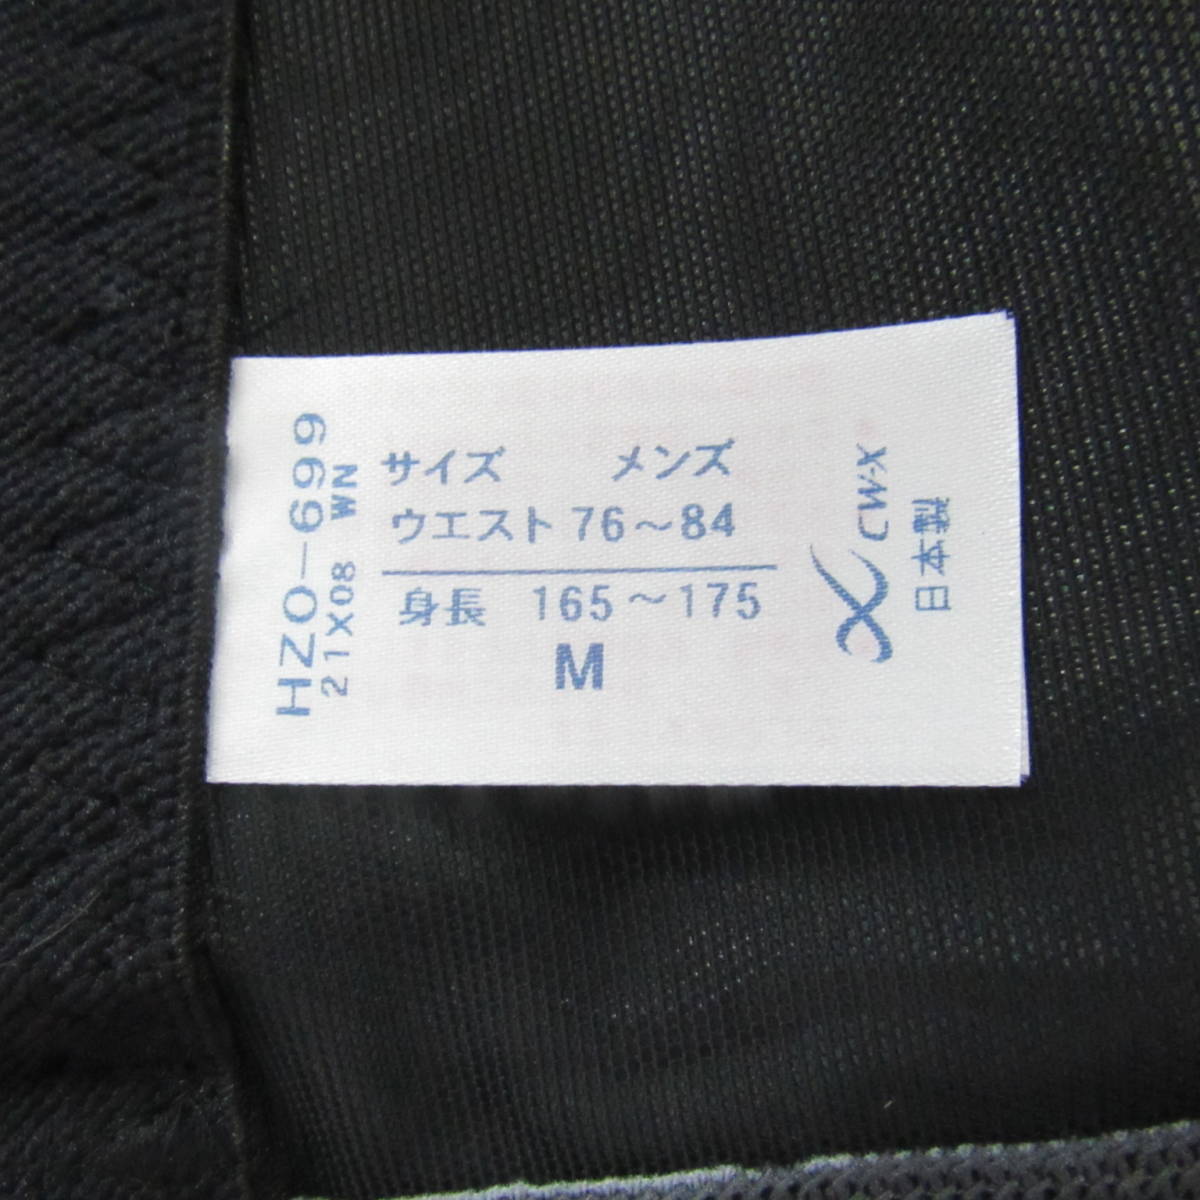 HZO-699
21X08 WN
サイズ メンズ
ウエスト 76～84
身長 165～175
M
CW-X
日本製